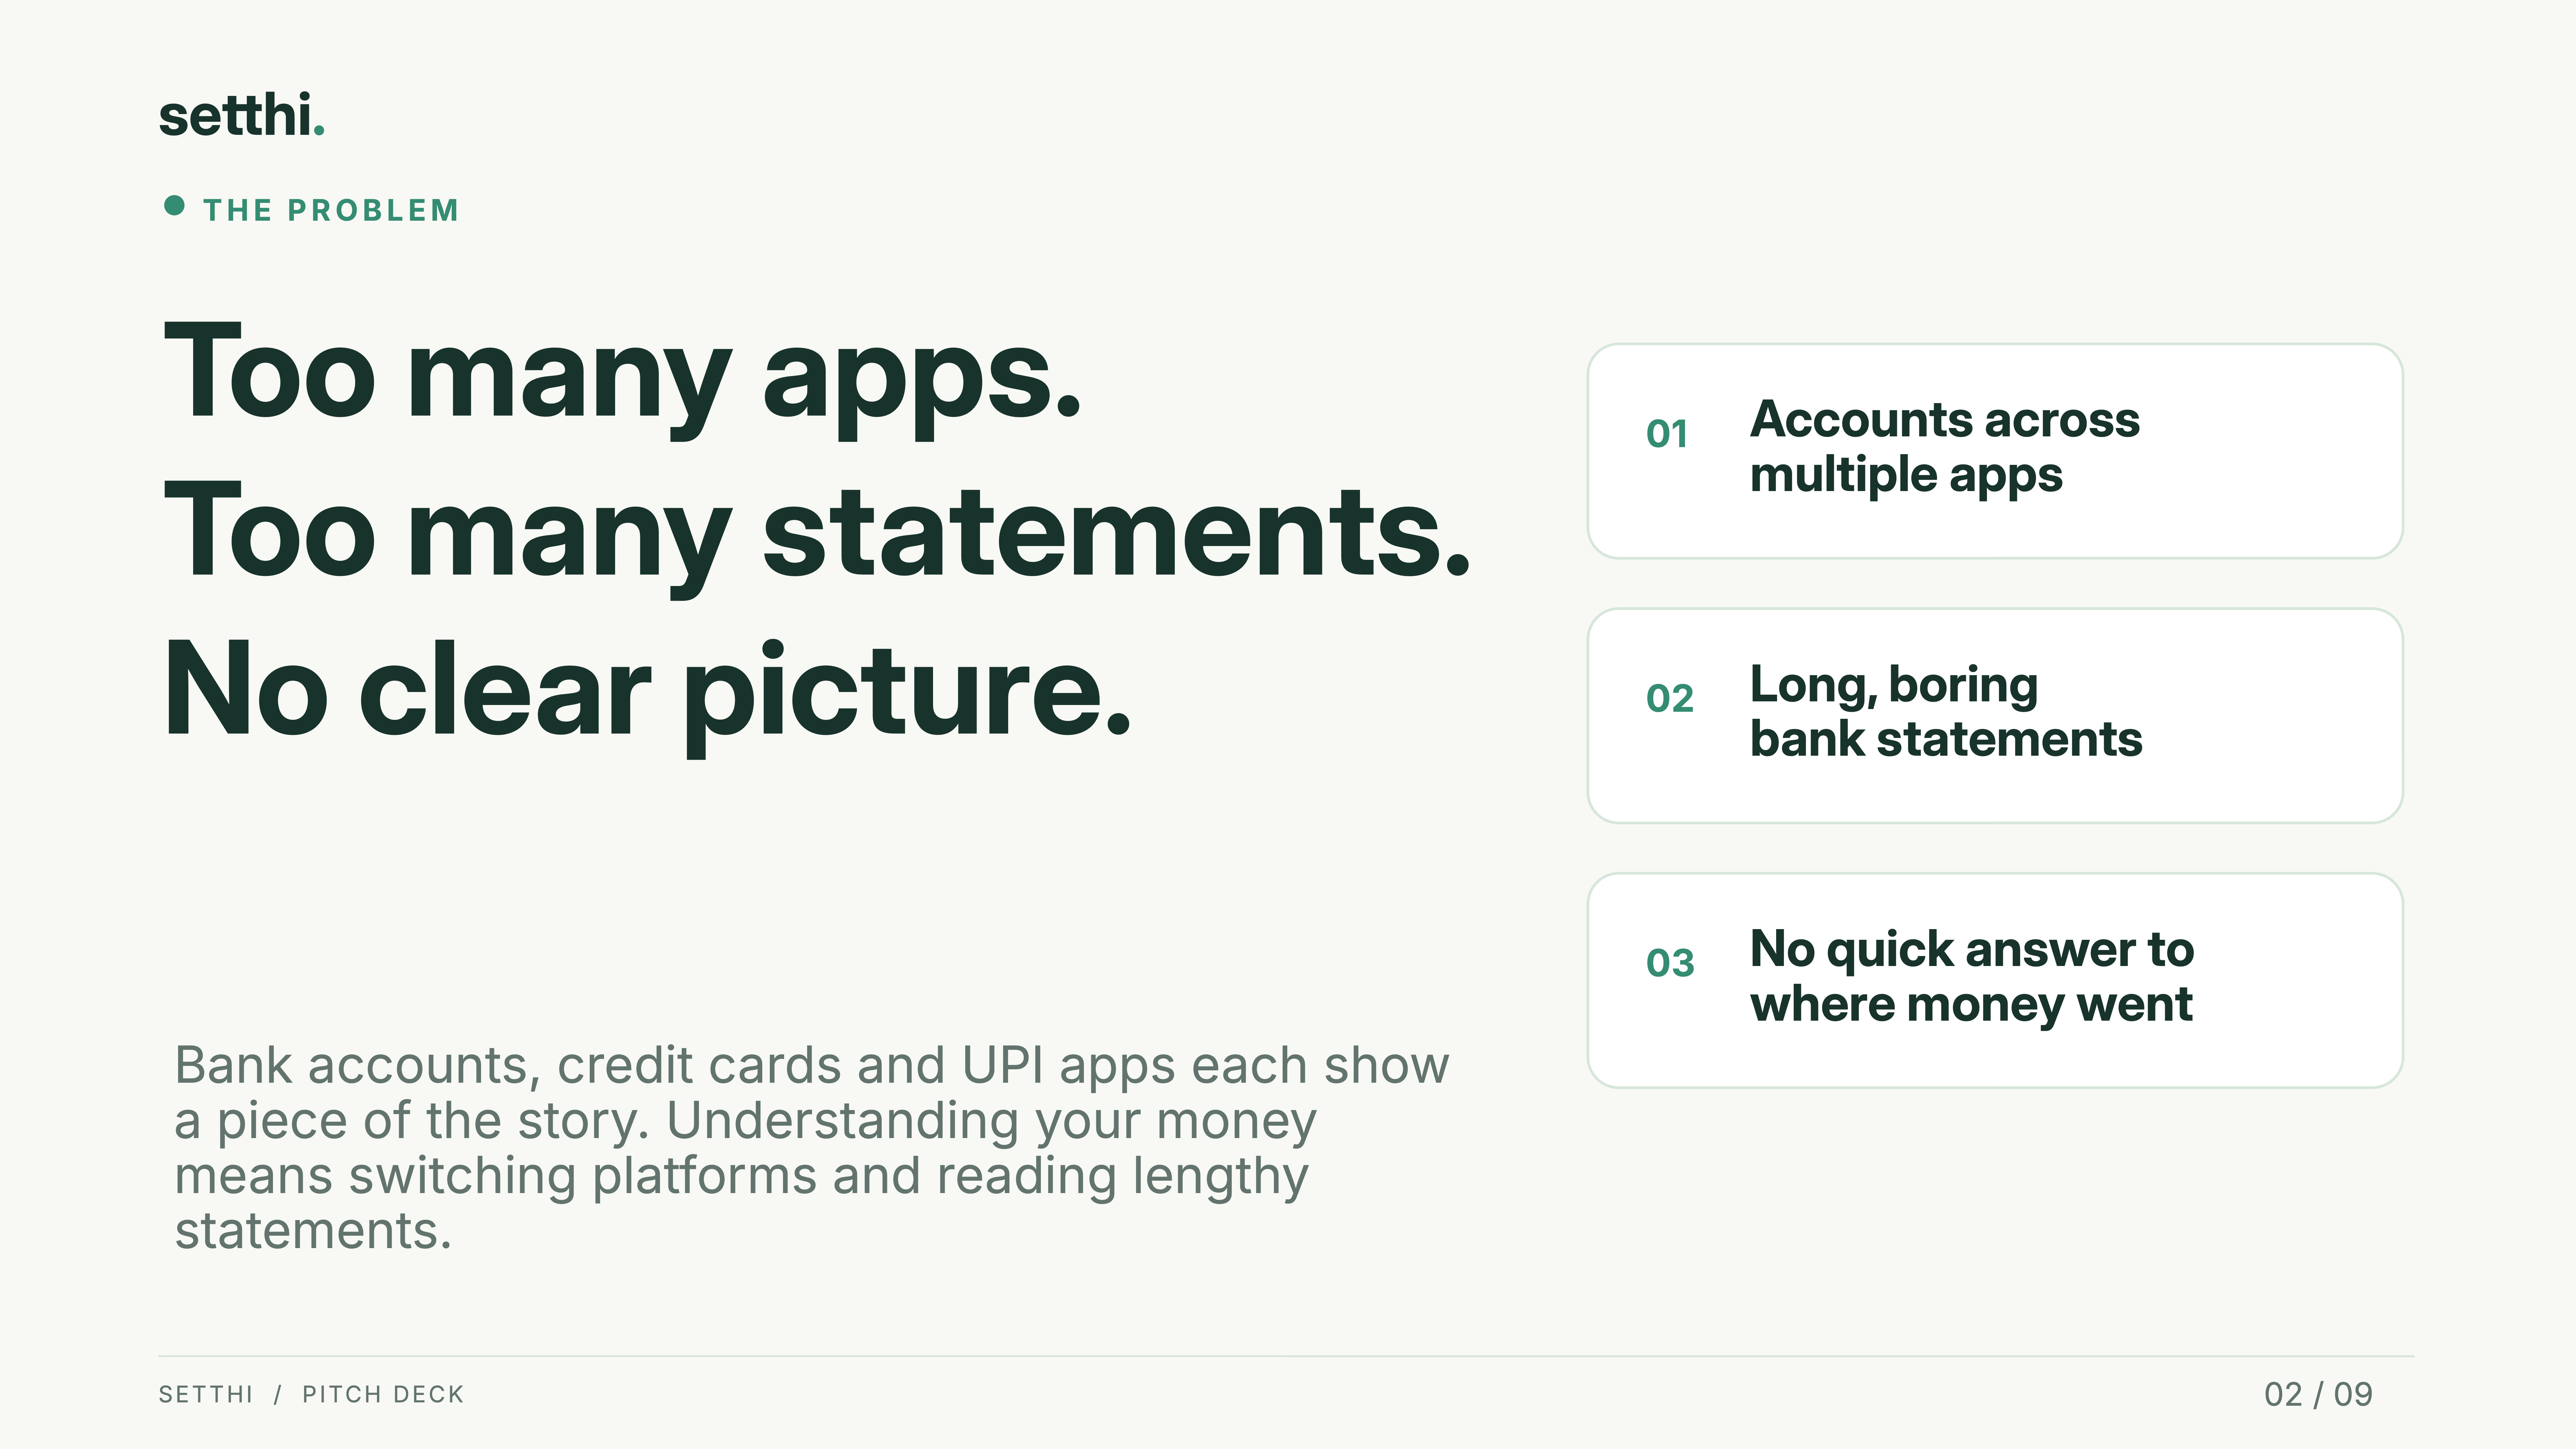 setthi.
THE PROBLEM
Too many apps.
Too many statements.
No clear picture.
Bank accounts, credit cards and UPI apps each show
a piece of the story. Understanding your money
means switching platforms and reading lengthy
statements.
01
Accounts across
multiple apps
02
Long, boring
bank statements
03
No quick answer to
where money went
SETTHI / PITCH DECK
02 / 09